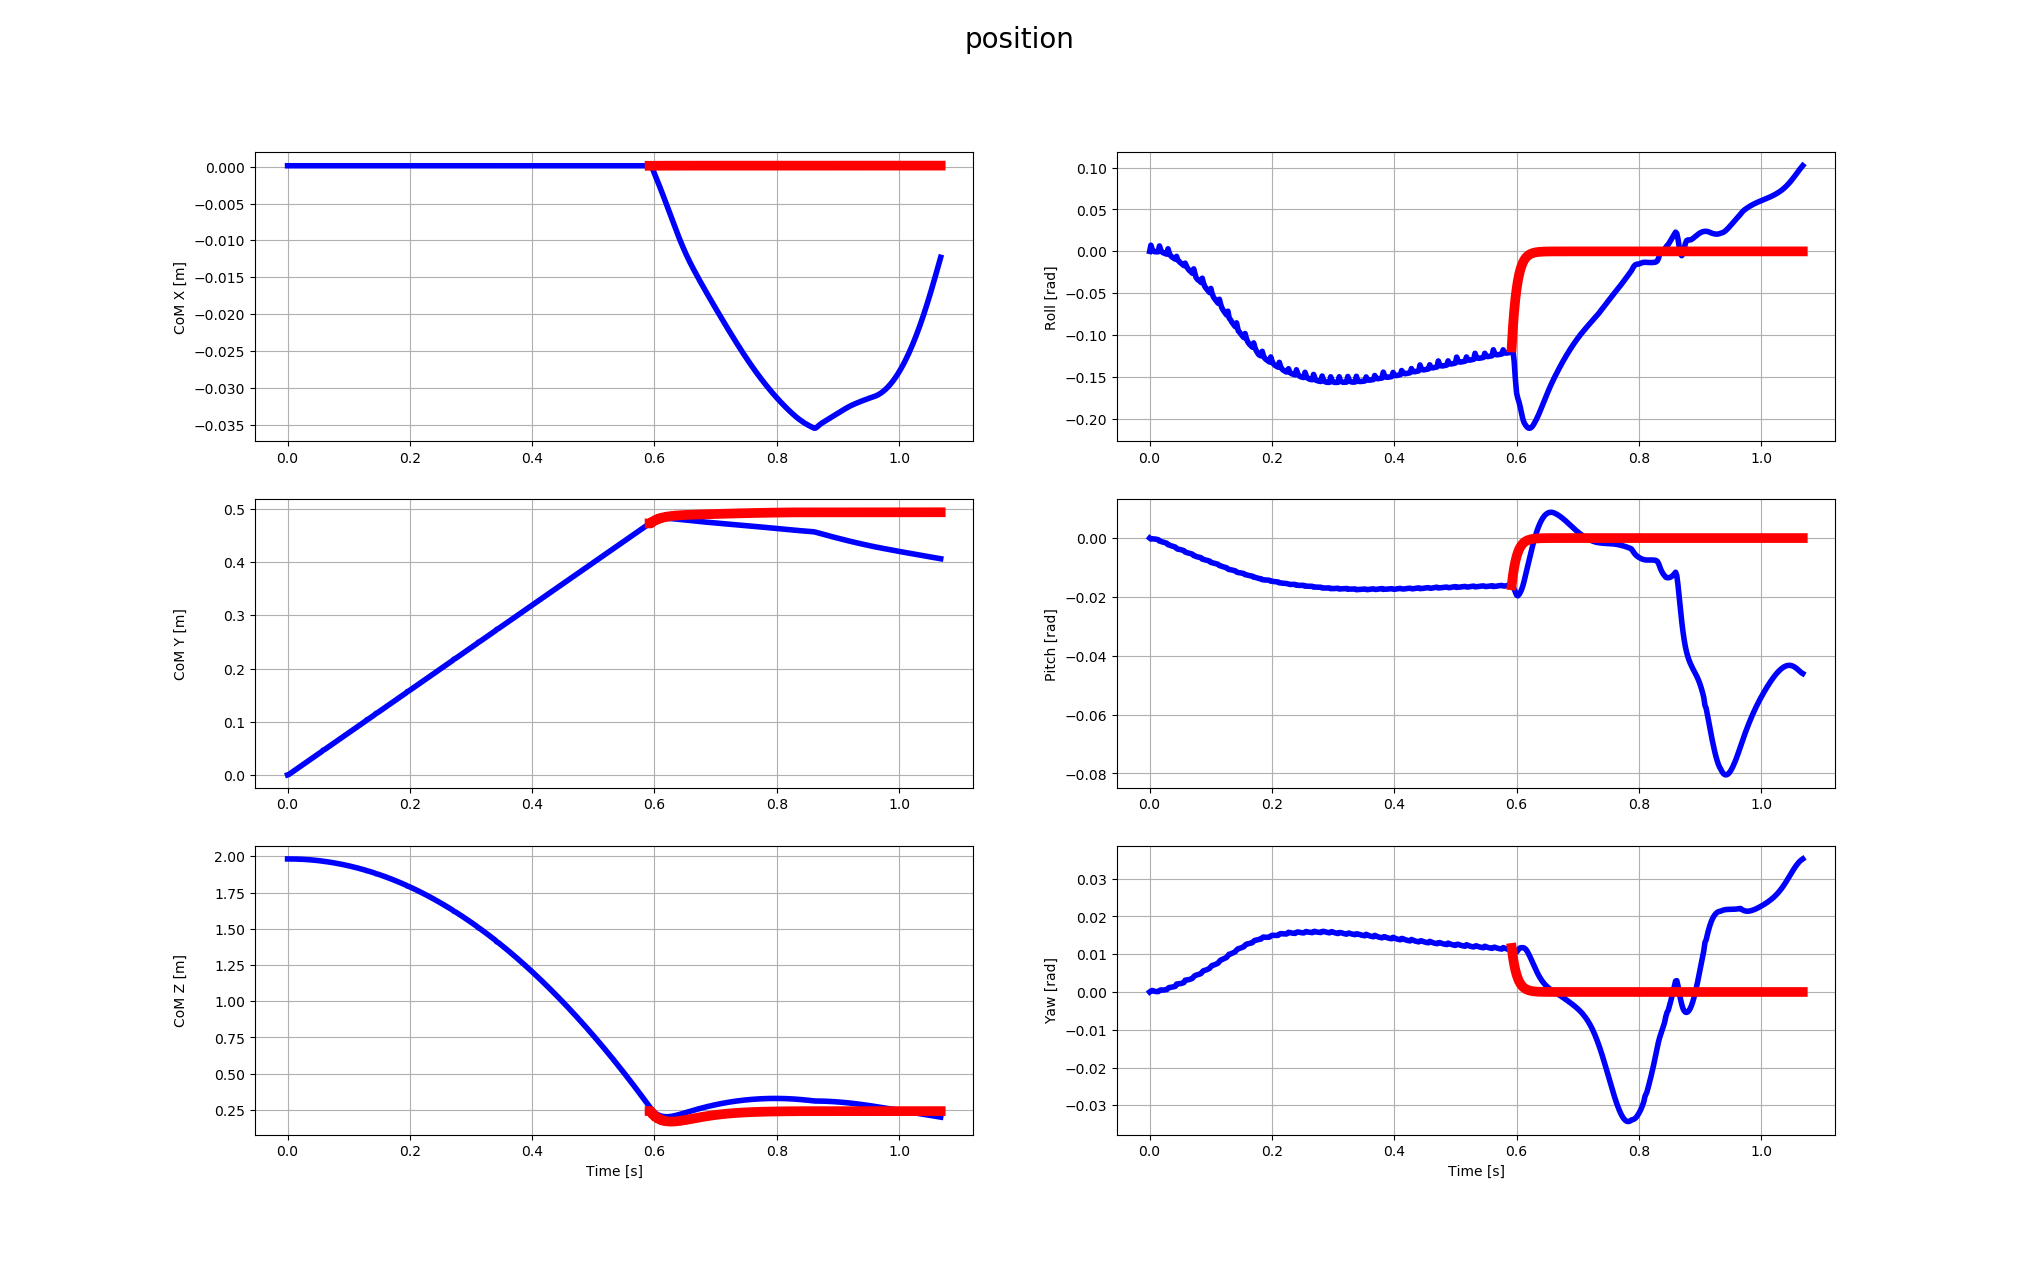 position
CoM X [m]
0.000
−0.005
−0.010
−0.015
−0.020
−0.025
−0.030
−0.035
0.0 0.2 0.4 0.6 0.8 1.0
Roll [rad]
0.10
0.05
0.00
−0.05
−0.10
−0.15
−0.20
0.0 0.2 0.4 0.6 0.8 1.0
CoM Y [m]
0.5
0.4
0.3
0.2
0.1
0.0
0.0 0.2 0.4 0.6 0.8 1.0
Pitch [rad]
0.00
−0.02
−0.04
−0.06
−0.08
0.0 0.2 0.4 0.6 0.8 1.0
CoM Z [m]
2.00
1.75
1.50
1.25
1.00
0.75
0.50
0.25
0.0 0.2 0.4 0.6 0.8 1.0
Time [s]
Yaw [rad]
0.03
0.02
0.01
0.00
−0.01
−0.02
−0.03
0.0 0.2 0.4 0.6 0.8 1.0
Time [s]